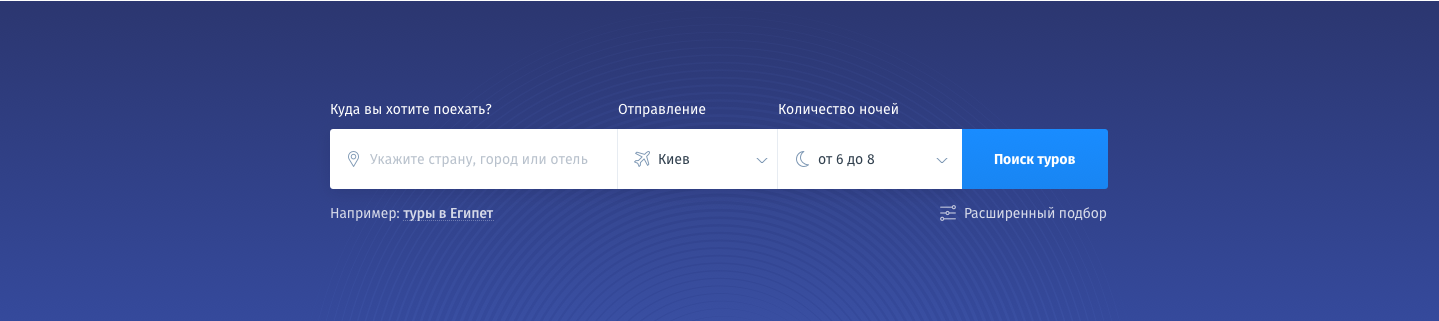 Куда вы хотите поехать? Отправление Количество ночей
Укажите страну, город или отель Киев от 6 до 8 Поиск туров
Например: туры в Египет Расширенный подбор